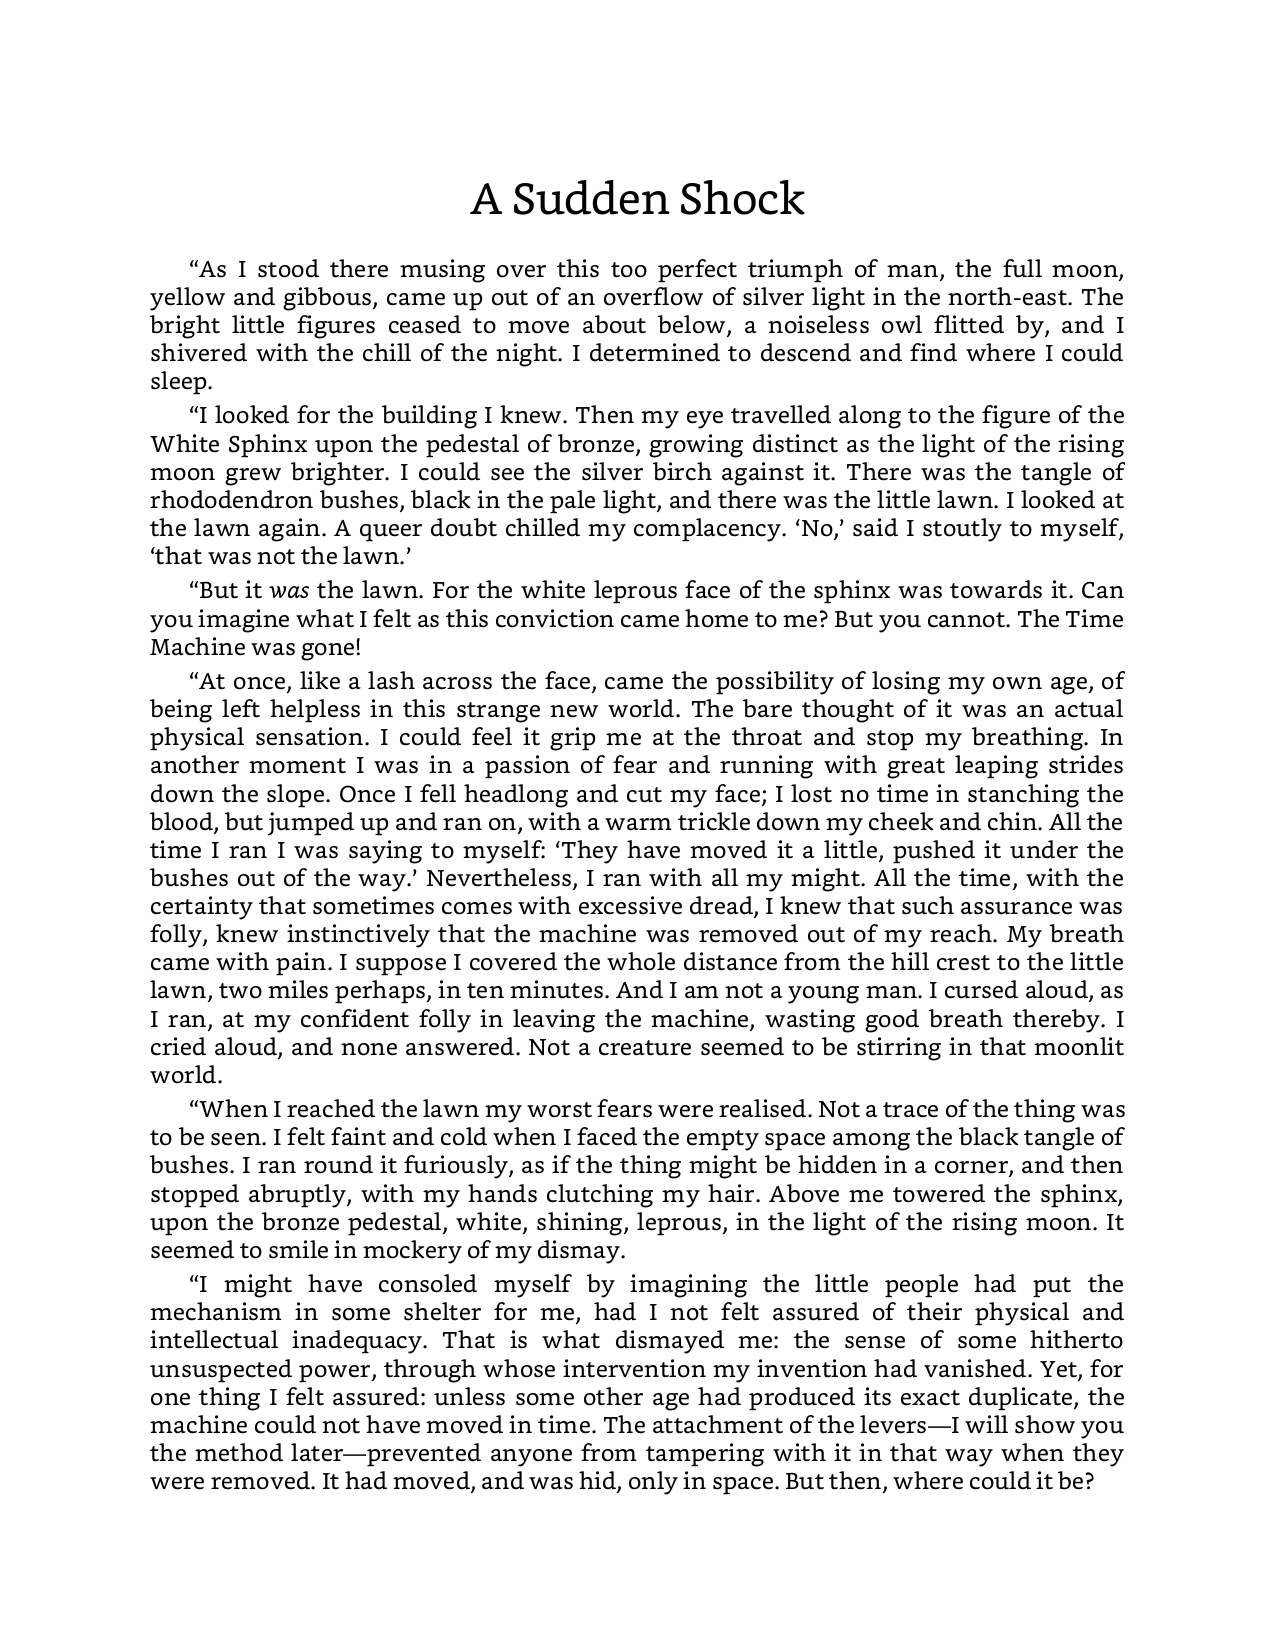 A Sudden Shock
“As I stood there musing over this too perfect triumph of man, the full moon,
yellow and gibbous, came up out of an overflow of silver light in the north-east. The
bright little figures ceased to move about below, a noiseless owl flitted by, and I
shivered with the chill of the night. I determined to descend and find where I could
sleep.
“I looked for the building I knew. Then my eye travelled along to the figure of the
White Sphinx upon the pedestal of bronze, growing distinct as the light of the rising
moon grew brighter. I could see the silver birch against it. There was the tangle of
rhododendron bushes, black in the pale light, and there was the little lawn. I looked at
the lawn again. A queer doubt chilled my complacency. ‘No,’ said I stoutly to myself,
‘that was not the lawn.’
“But it was the lawn. For the white leprous face of the sphinx was towards it. Can
you imagine what I felt as this conviction came home to me? But you cannot. The Time
Machine was gone!
“At once, like a lash across the face, came the possibility of losing my own age, of
being left helpless in this strange new world. The bare thought of it was an actual
physical sensation. I could feel it grip me at the throat and stop my breathing. In
another moment I was in a passion of fear and running with great leaping strides
down the slope. Once I fell headlong and cut my face; I lost no time in stanching the
blood, but jumped up and ran on, with a warm trickle down my cheek and chin. All the
time I ran I was saying to myself: ‘They have moved it a little, pushed it under the
bushes out of the way.’ Nevertheless, I ran with all my might. All the time, with the
certainty that sometimes comes with excessive dread, I knew that such assurance was
folly, knew instinctively that the machine was removed out of my reach. My breath
came with pain. I suppose I covered the whole distance from the hill crest to the little
lawn, two miles perhaps, in ten minutes. And I am not a young man. I cursed aloud, as
I ran, at my confident folly in leaving the machine, wasting good breath thereby. I
cried aloud, and none answered. Not a creature seemed to be stirring in that moonlit
world.
“When I reached the lawn my worst fears were realised. Not a trace of the thing was
to be seen. I felt faint and cold when I faced the empty space among the black tangle of
bushes. I ran round it furiously, as if the thing might be hidden in a corner, and then
stopped abruptly, with my hands clutching my hair. Above me towered the sphinx,
upon the bronze pedestal, white, shining, leprous, in the light of the rising moon. It
seemed to smile in mockery of my dismay.
“I might have consoled myself by imagining the little people had put the
mechanism in some shelter for me, had I not felt assured of their physical and
intellectual inadequacy. That is what dismayed me: the sense of some hitherto
unsuspected power, through whose intervention my invention had vanished. Yet, for
one thing I felt assured: unless some other age had produced its exact duplicate, the
machine could not have moved in time. The attachment of the levers—I will show you
the method later—prevented anyone from tampering with it in that way when they
were removed. It had moved, and was hid, only in space. But then, where could it be?